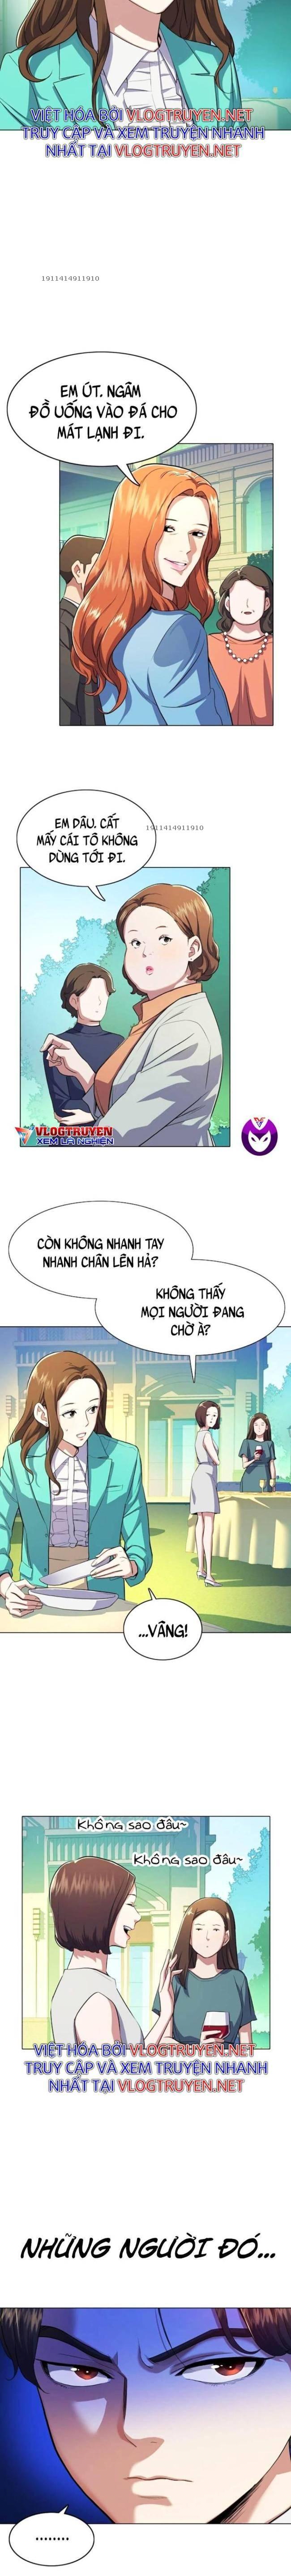 VIỆT HÓA BỞI VLOGTRUYEN.NET
TRUY CẬP VÀ XEM TRUYỆN NHANH
NHẤT TẠI VLOGTRUYEN.NET
1911414911910
EM ÚT. NGÂM
ĐỒ UỐNG VÀO ĐÁ CHO
MÁT LẠNH ĐI.
EM DÂU. CẤT
MẤY CÁI TÔ KHÔNG
DÙNG TỚI ĐI.
1911414911910
VLOGTRUYEN
XEM LÀ NGHIỆN
CÒN KHÔNG NHANH TAY
NHANH CHÂN LÊN HẢ?
KHÔNG THẤY
MỌI NGƯỜI ĐANG
CHỜ À?
...VÂNG!
Không sao đâu~
Không sao đâu~
VIỆT HÓA BỞI VLOGTRUYEN.NET
TRUY CẬP VÀ XEM TRUYỆN NHANH
NHẤT TẠI VLOGTRUYEN.NET
NHỮNG NGƯỜI ĐÓ...
........